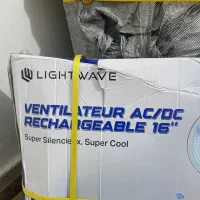 LIGHTWAVE
VENTILATEUR AC/DC
RECHARGEABLE 16"
Super Silencieux, Super Cool